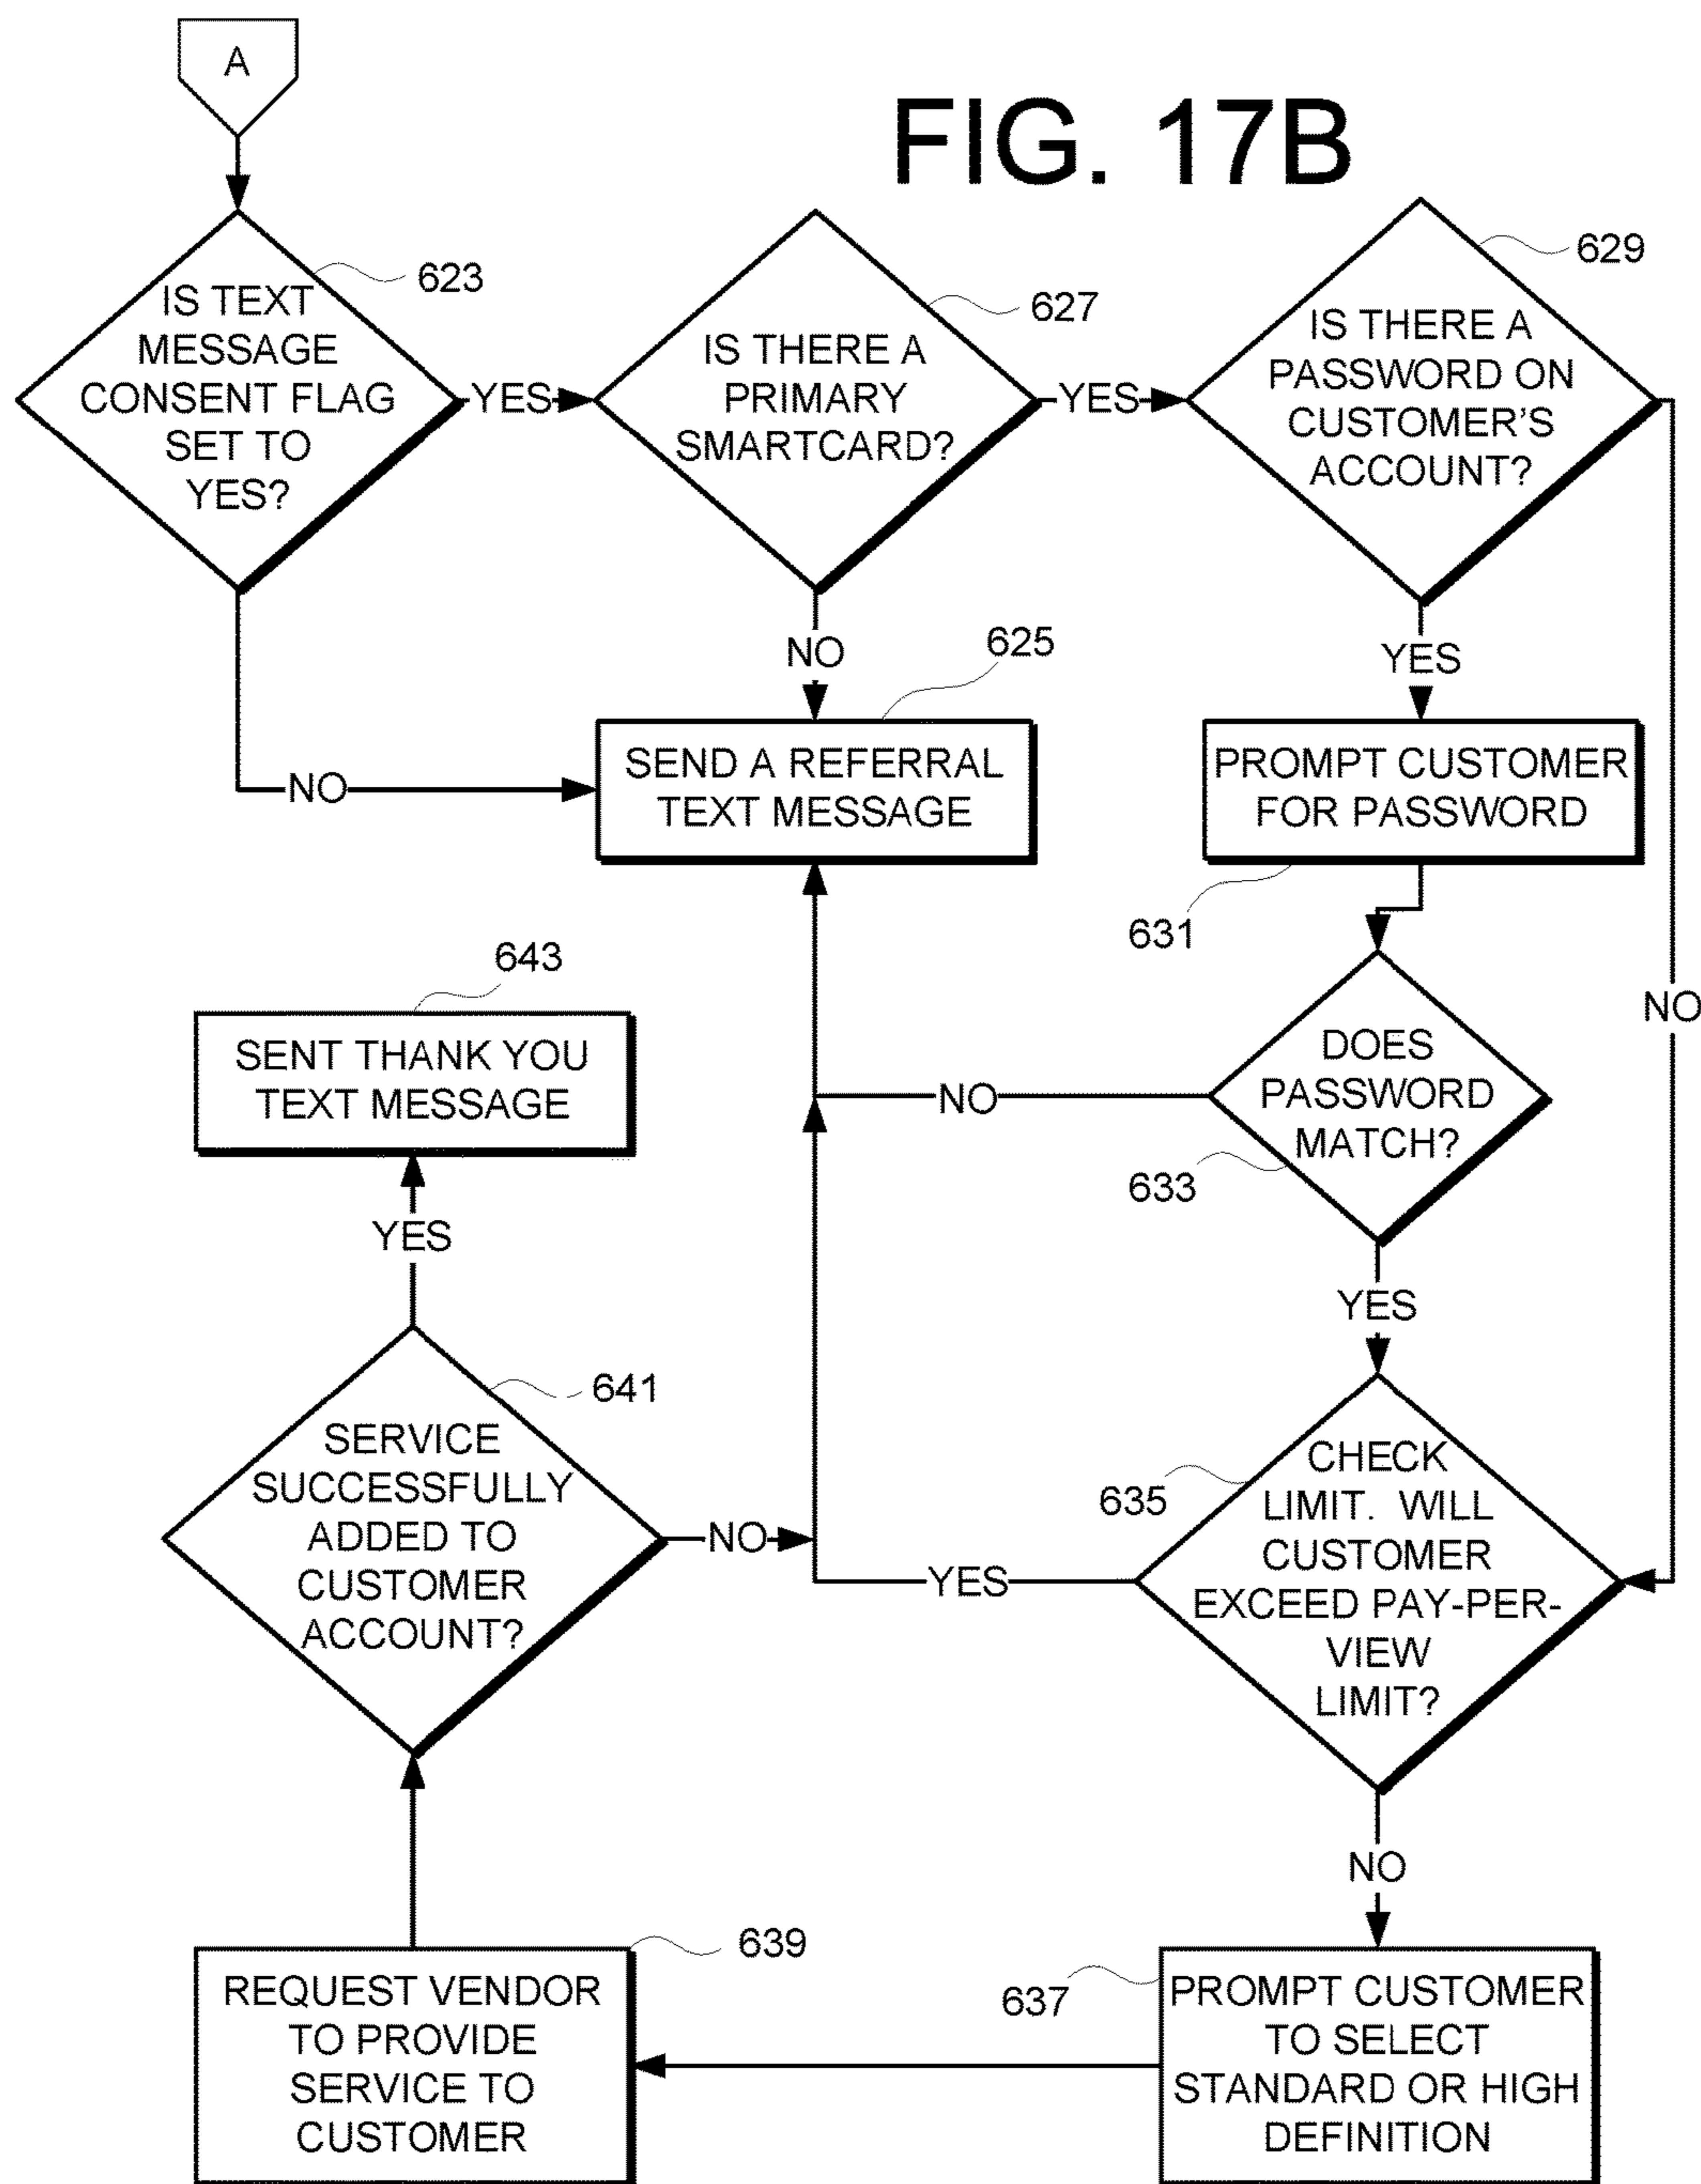 A
FIG. 17B
623
IS TEXT
MESSAGE
CONSENT FLAG
SET TO
YES?
YES
627
IS THERE A
PRIMARY
SMARTCARD?
YES
629
IS THERE A
PASSWORD ON
CUSTOMER'S
ACCOUNT?
NO
NO
625
SEND A REFERRAL
TEXT MESSAGE
YES
PROMPT CUSTOMER
FOR PASSWORD
631
NO
DOES
PASSWORD
MATCH?
633
NO
YES
CHECK
LIMIT. WILL
CUSTOMER
EXCEED PAY-PER-
VIEW
LIMIT?
635
YES
NO
PROMPT CUSTOMER
TO SELECT
STANDARD OR HIGH
DEFINITION
637
REQUEST VENDOR
TO PROVIDE
SERVICE TO
CUSTOMER
639
SERVICE
SUCCESSFULLY
ADDED TO
CUSTOMER
ACCOUNT?
641
NO
YES
SENT THANK YOU
TEXT MESSAGE
643